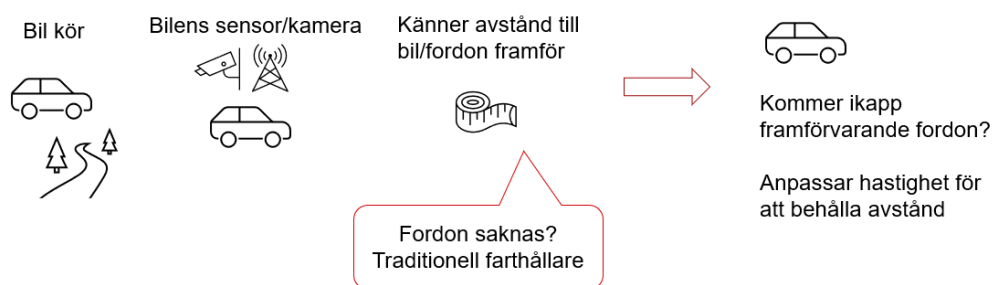 Bil kör
Bilens sensor/kamera
Känner avstånd till
bil/fordon framför
Fordon saknas?
Traditionell farthållare
Kommer ikapp
framförvarande fordon?
Anpassar hastighet för
att behålla avstånd